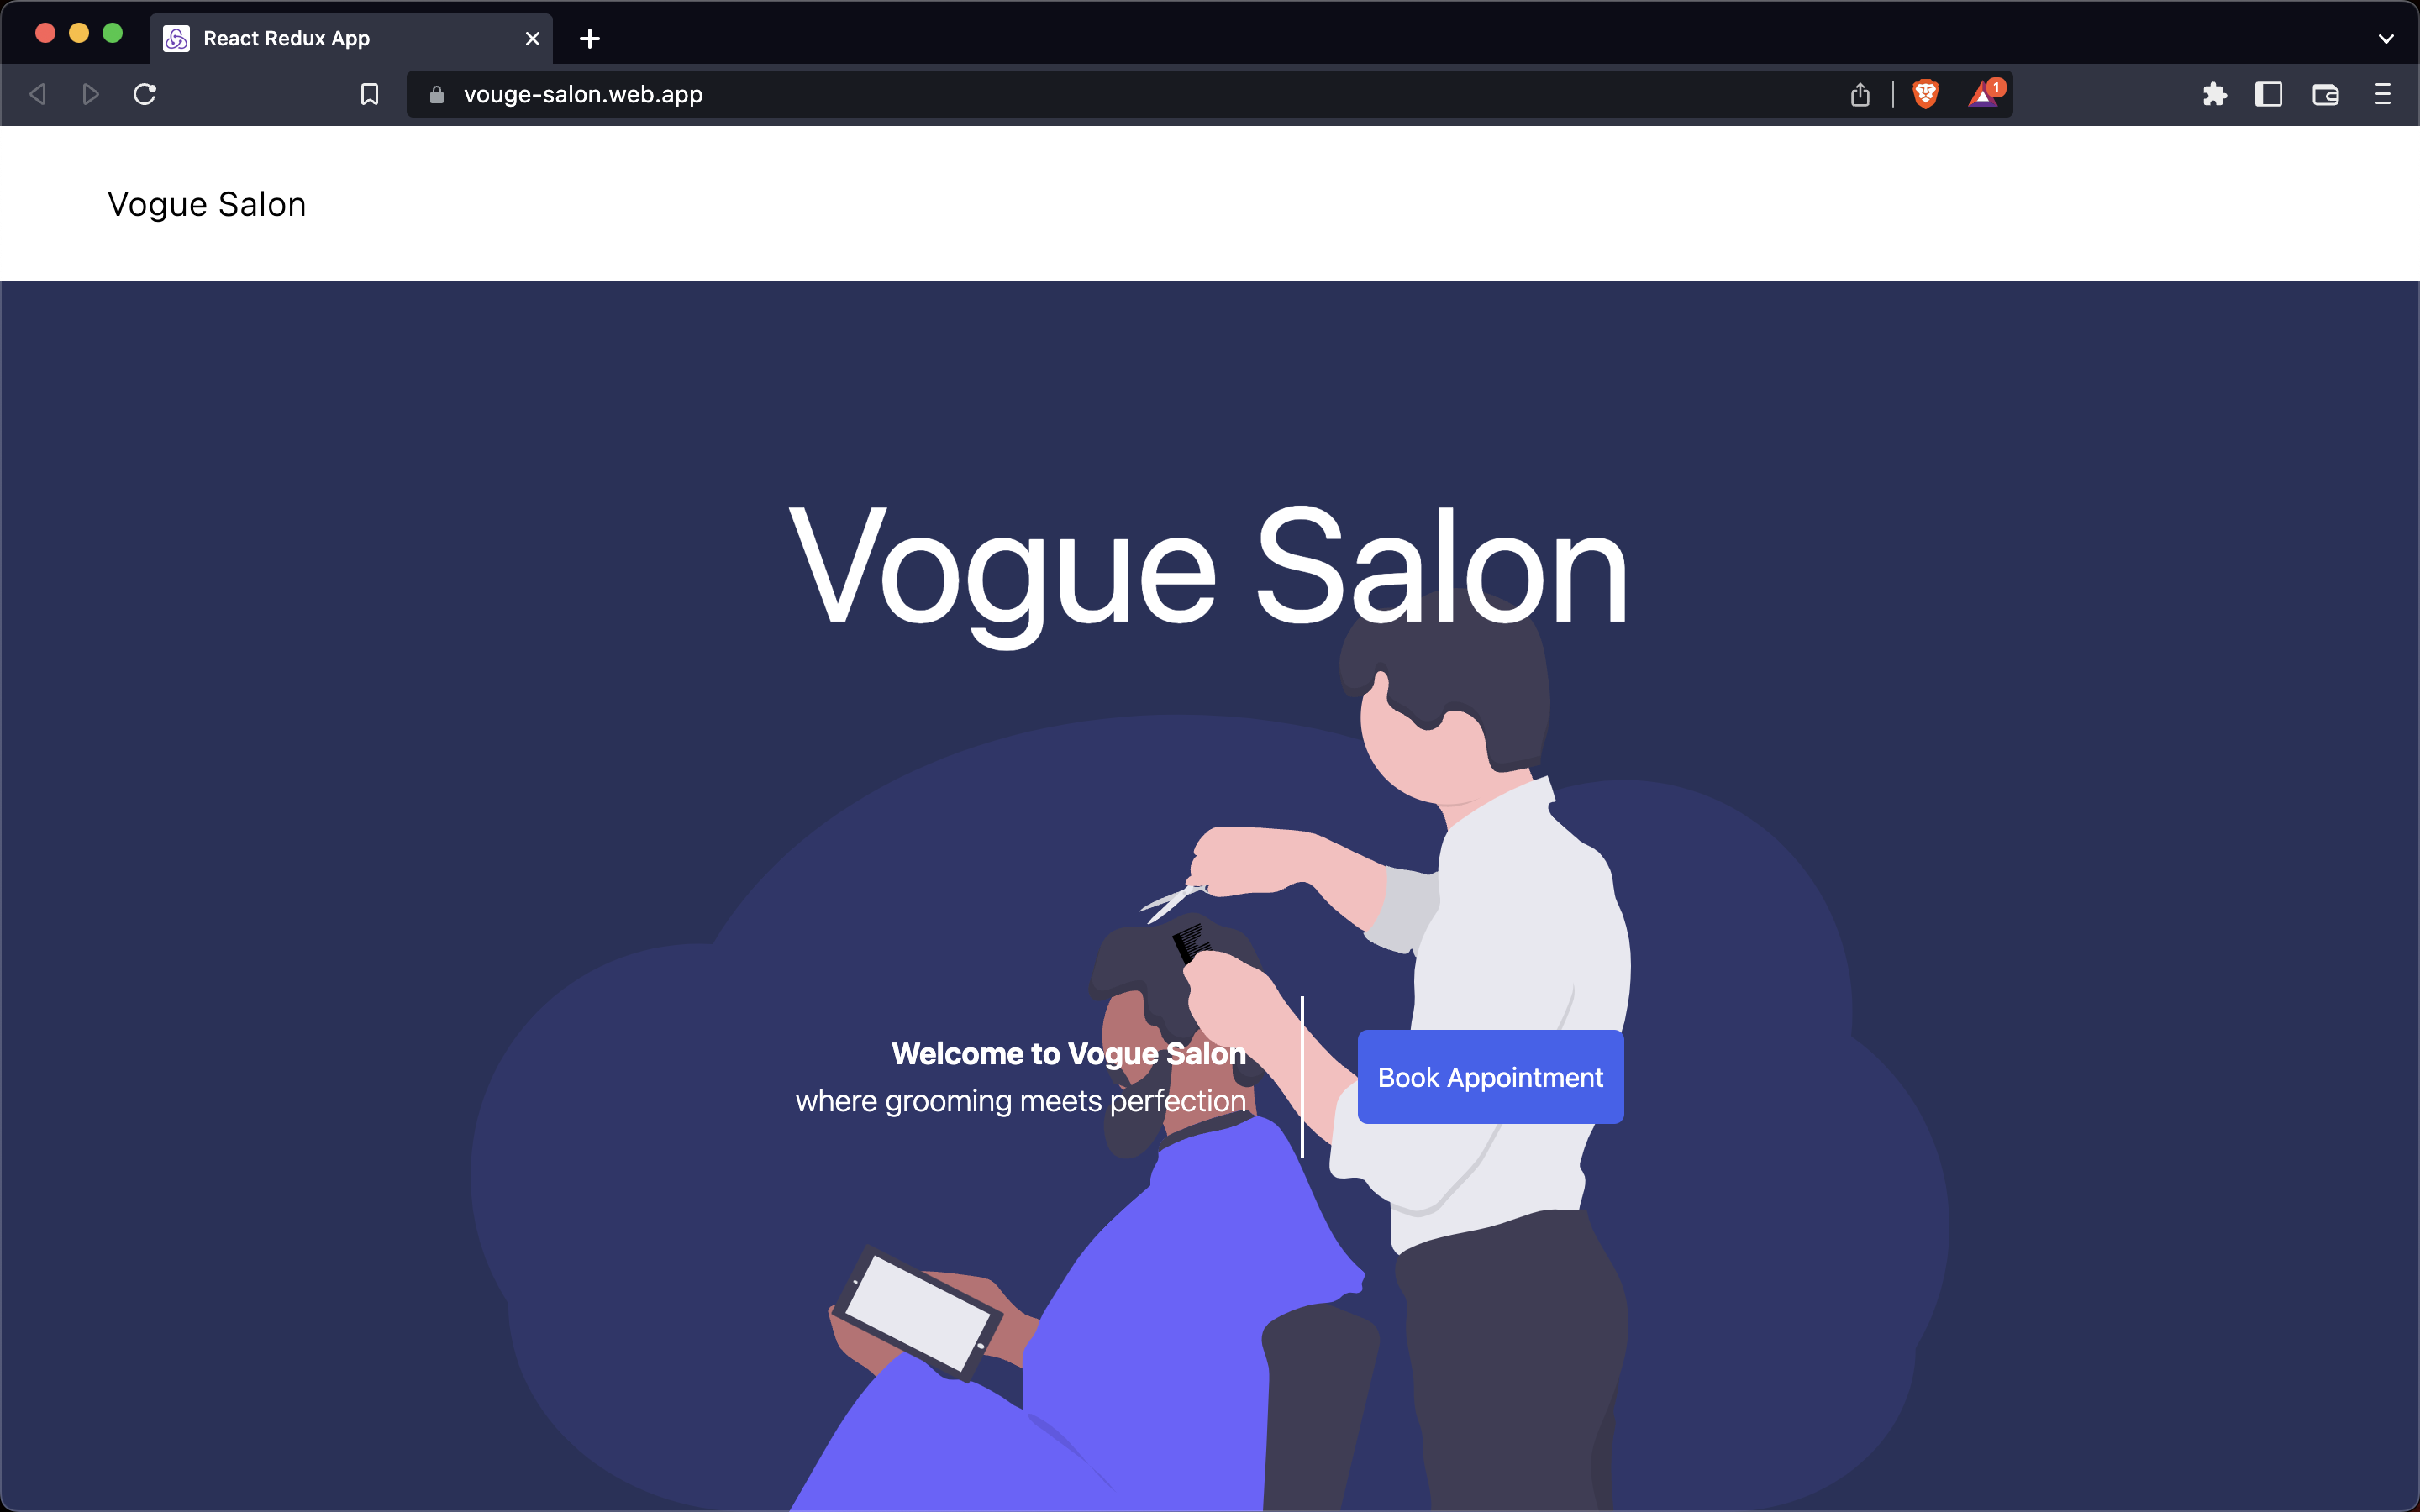 React Redux App
vouge-salon.web.app
1
Vogue Salon
Vogue Salon
Welcome to Vogue Salon
where grooming meets perfection
Book Appointment